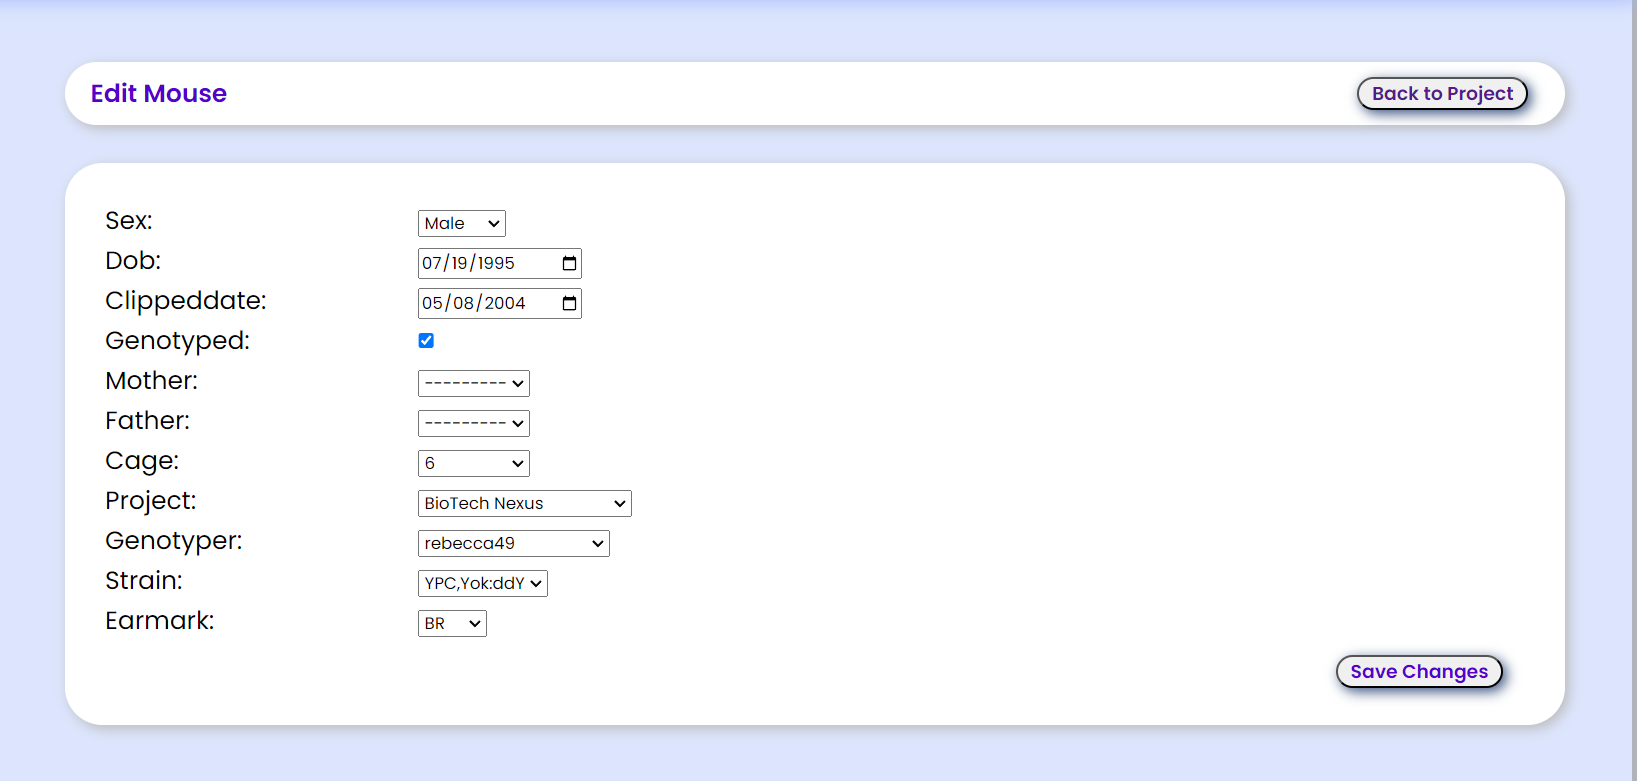 Edit Mouse
Back to Project
Sex: Male
Dob: 07/19/1995
Clippeddate: 05/08/2004
Genotyped:
Mother: ---------
Father: ---------
Cage: 6
Project: BioTech Nexus
Genotyper: rebecca49
Strain: YPC,Yok:ddY
Earmark: BR
Save Changes